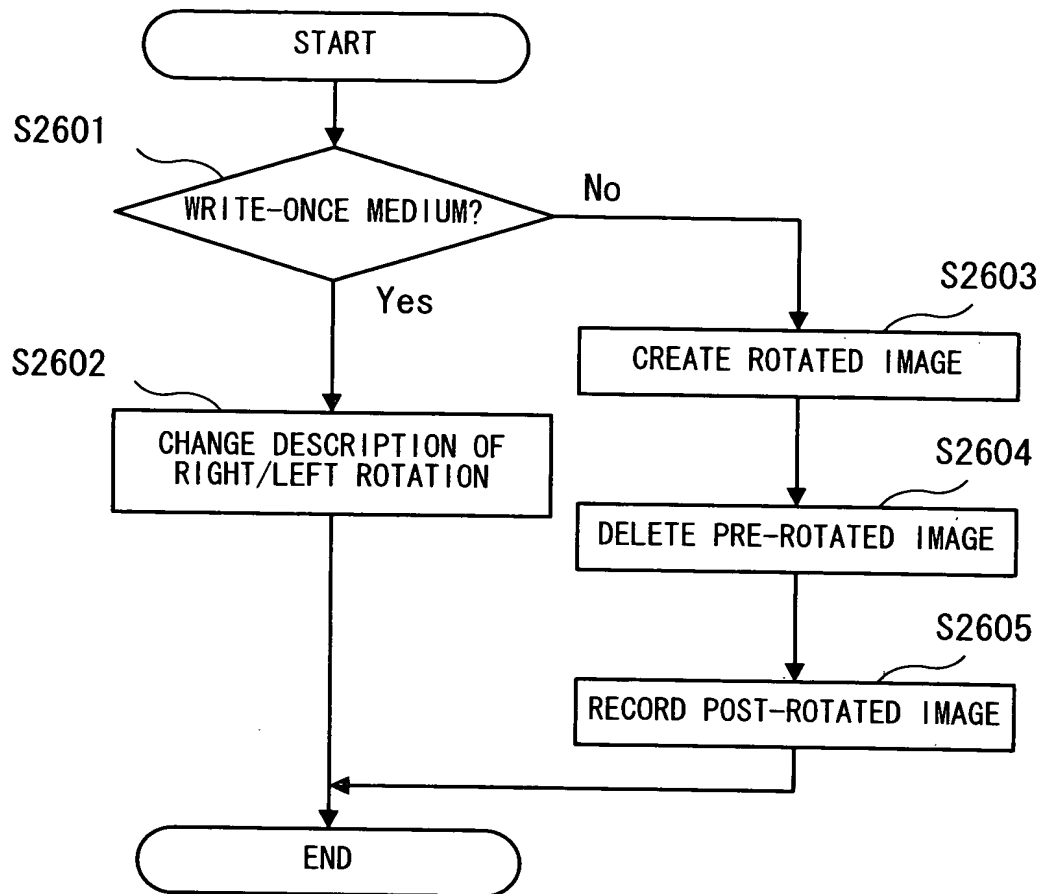 START
S2601
WRITE-ONCE MEDIUM?
No
Yes
S2603
CREATE ROTATED IMAGE
S2602
CHANGE DESCRIPTION OF
RIGHT/LEFT ROTATION
S2604
DELETE PRE-ROTATED IMAGE
S2605
RECORD POST-ROTATED IMAGE
END